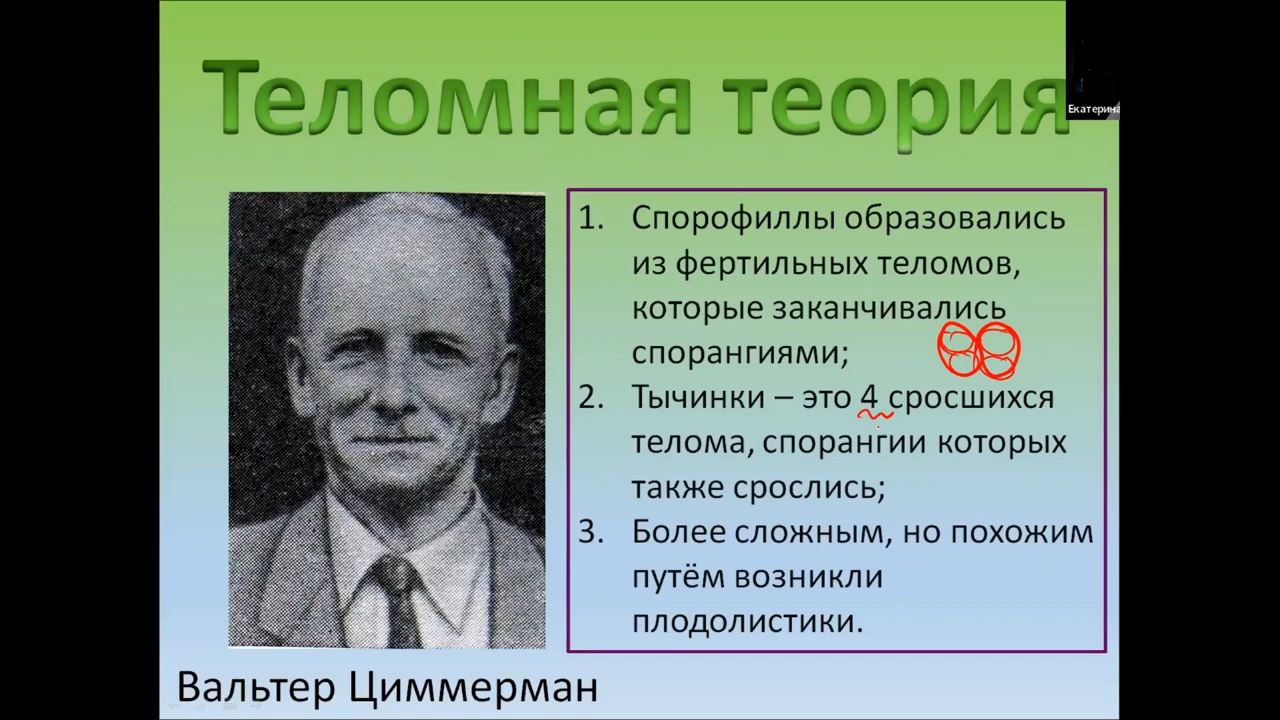 Теломная теория
Екатерина
1. Спорофиллы образовались
из фертильных теломов,
которые заканчивались
спорангиями;
2. Тычинки – это 4 сросшихся
телома, спорангии которых
также срослись;
3. Более сложным, но похожим
путём возникли
плодолистики.
Вальтер Циммерман